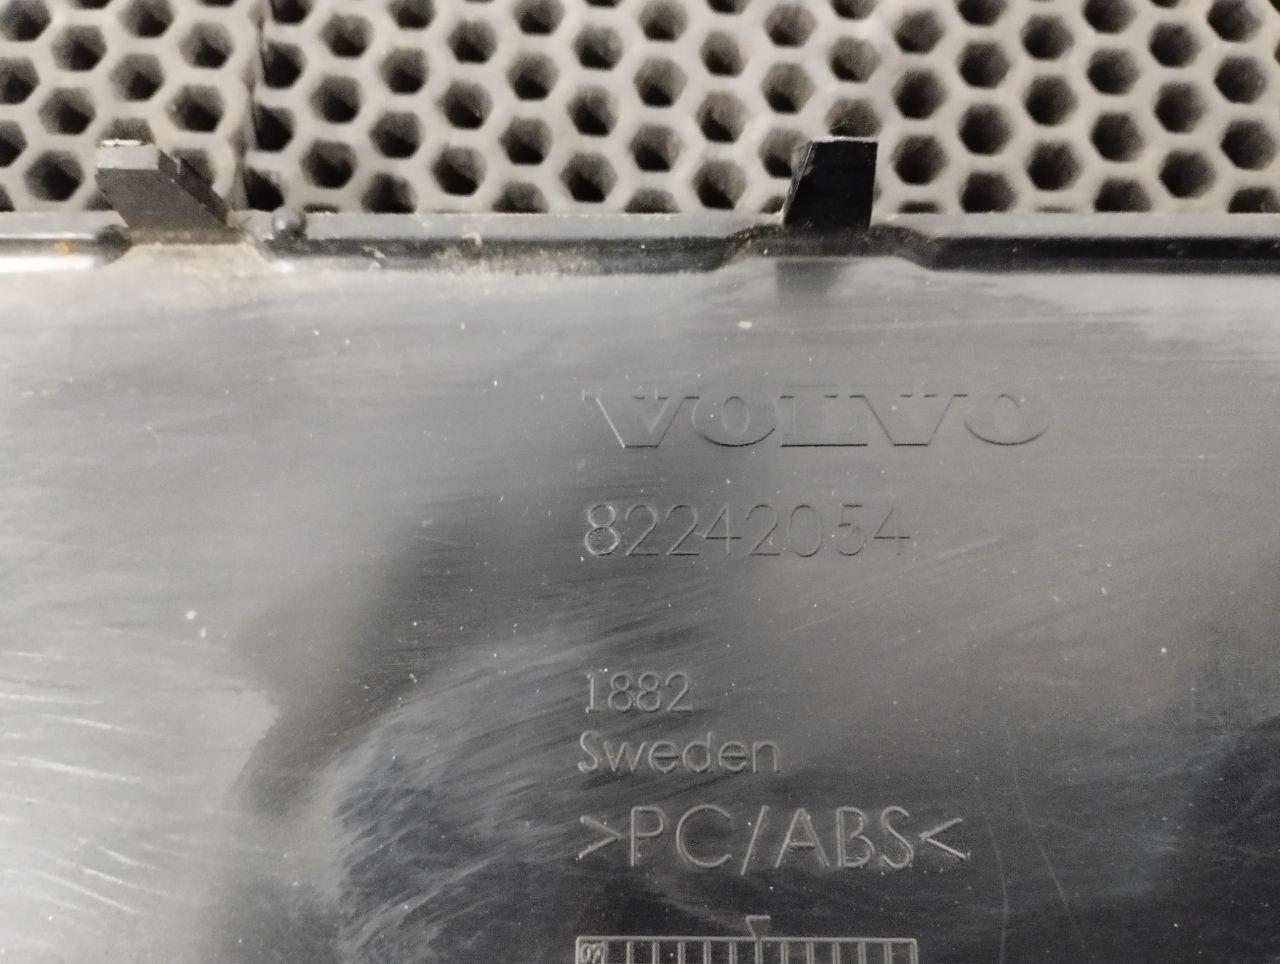 VOLVO
82242054
1882
Sweden
>PC/ABS<